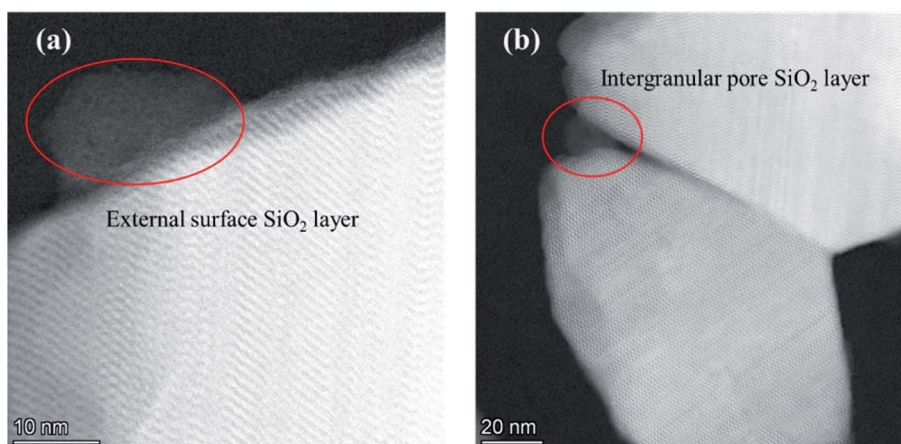 (a)
External surface SiO₂ layer
10 nm
(b)
Intergranular pore SiO₂ layer
20 nm